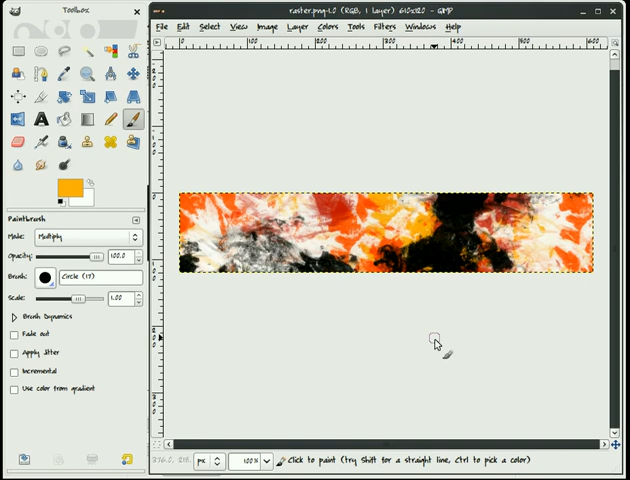 Toolbox
raster.png-1.0 (RGB, 1 layer) 610x120 - GIMP
File Edit Select View Image Layer Colors Tools Filters Windows Help
0 100 200 300 400 500 600
Paintbrush
Mode: Multiply
Opacity: 100.0
Brush: Circle (17)
Scale: 1.00
Brush Dynamics
Fade out
Apply Jitter
Incremental
Use color from gradient
px 100% Click to paint (try Shift for a straight line, Ctrl to pick a color)